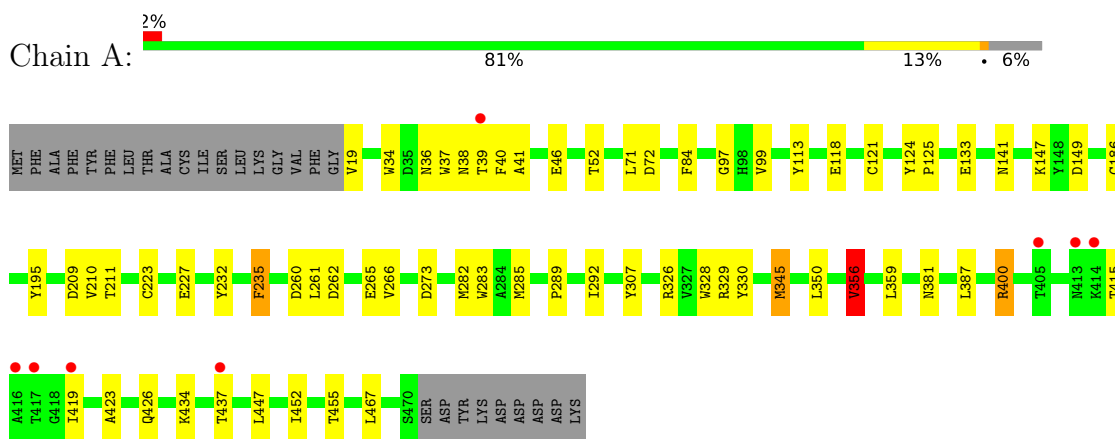 2%
Chain A:
81% 13% • 6%
MET PHE ALA PHE TYR PHE LEU THR ALA CYS ILE SER LEU LYS GLY VAL PHE GLY V19 W34 D35 N36 W37 N38 T39 F40 A41 E46 T52 L71 D72 F84 G97 H98 V99 Y113 E118 C121 Y124 P125 E133 N141 K147 Y148 D149 C186
Y195 D209 V210 T211 C223 E227 Y232 F235 D260 L261 D262 E265 V266 D273 M282 W283 A284 M285 P289 I292 Y307 R326 V327 W328 R329 Y330 M345 L350 V356 L359 N381 L387 R400 T405 N413 K414 T415
A416 T417 G418 I419 A423 Q426 K434 T437 L447 I452 T455 L467 S470 SER ASP TYR LYS ASP ASP ASP ASP LYS